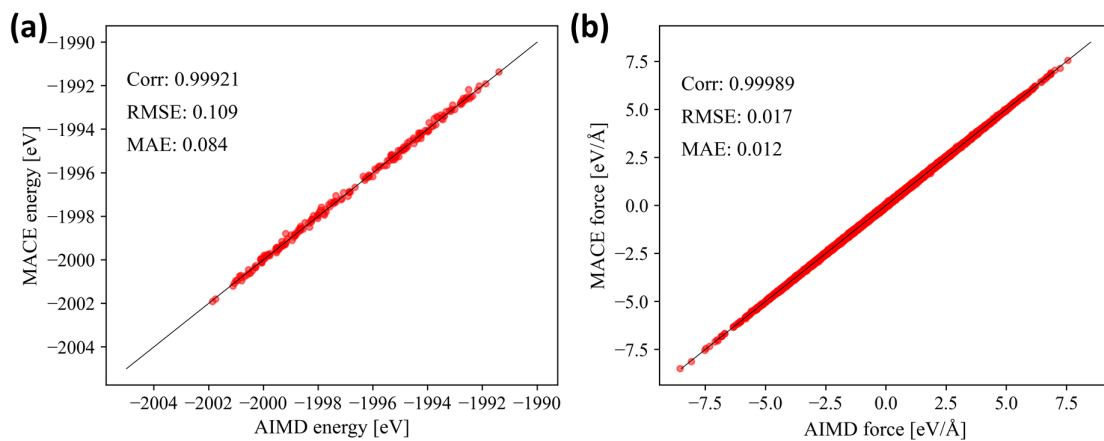 (a)
−1990
−1992
−1994
−1996
−1998
−2000
−2002
−2004
MACE energy [eV]
Corr: 0.99921
RMSE: 0.109
MAE: 0.084
−2004 −2002 −2000 −1998 −1996 −1994 −1992 −1990
AIMD energy [eV]
(b)
7.5
5.0
2.5
0.0
−2.5
−5.0
−7.5
MACE force [eV/Å]
Corr: 0.99989
RMSE: 0.017
MAE: 0.012
−7.5 −5.0 −2.5 0.0 2.5 5.0 7.5
AIMD force [eV/Å]